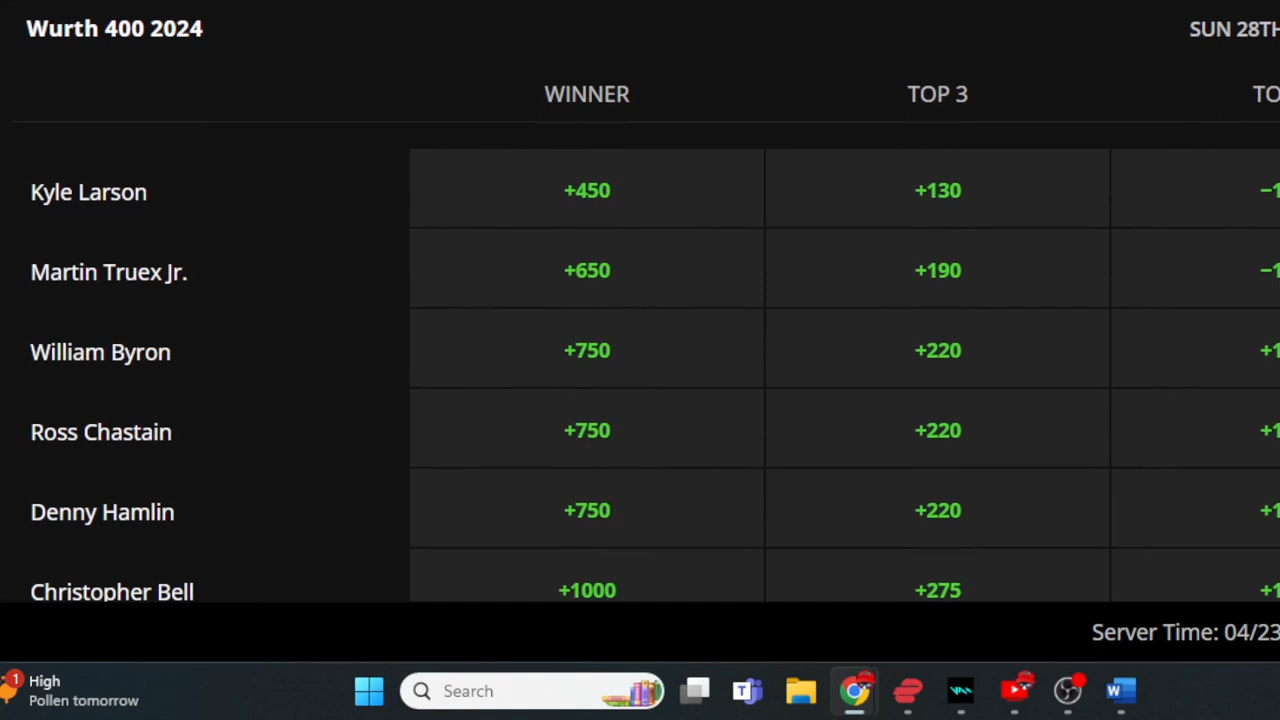 Wurth 400 2024 SUN 28TH
WINNER TOP 3
Kyle Larson +450 +130
Martin Truex Jr. +650 +190
William Byron +750 +220
Ross Chastain +750 +220
Denny Hamlin +750 +220
Christopher Bell +1000 +275
Server Time: 04/23
1 High
Pollen tomorrow
Search